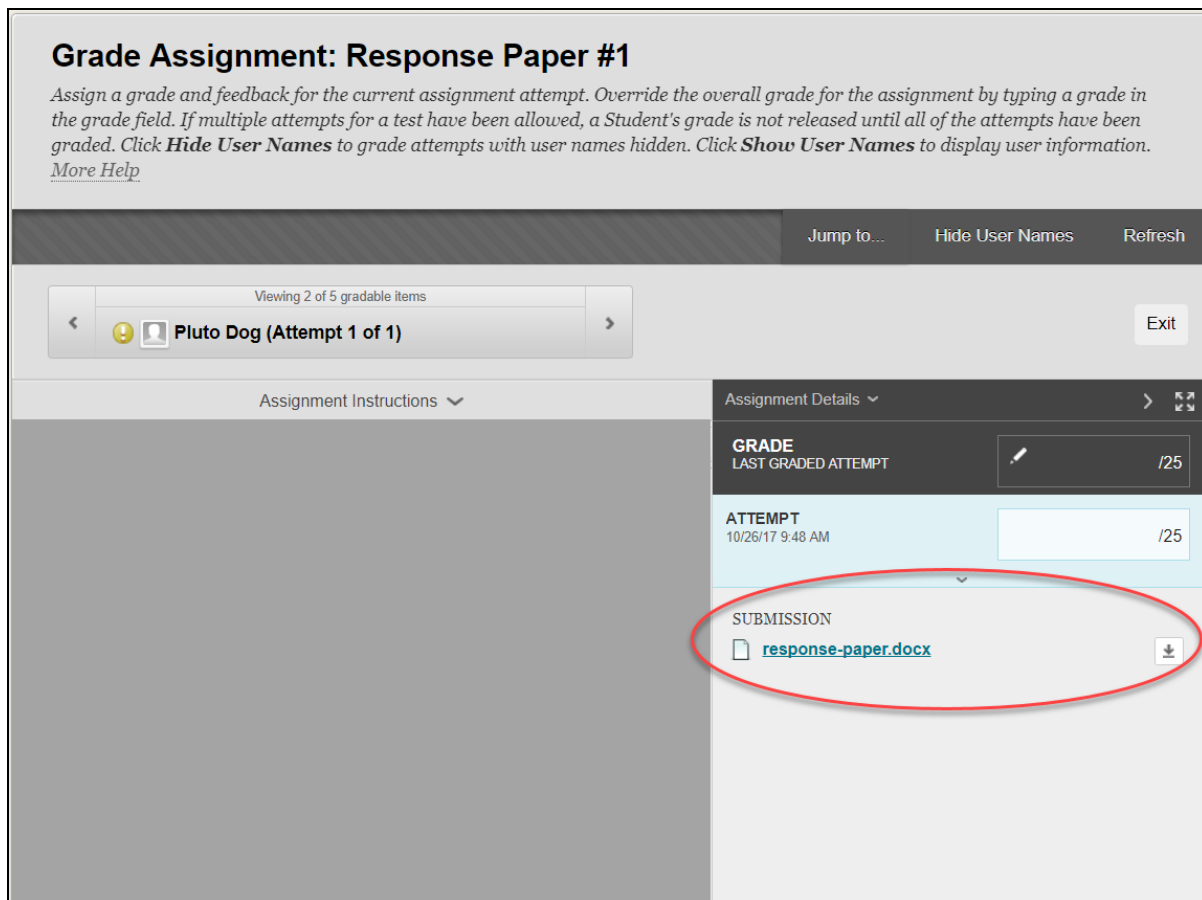 Grade Assignment: Response Paper #1
Assign a grade and feedback for the current assignment attempt. Override the overall grade for the assignment by typing a grade in
the grade field. If multiple attempts for a test have been allowed, a Student's grade is not released until all of the attempts have been
graded. Click Hide User Names to grade attempts with user names hidden. Click Show User Names to display user information.
More Help
Jump to... Hide User Names Refresh
Viewing 2 of 5 gradable items
Pluto Dog (Attempt 1 of 1)
Exit
Assignment Instructions
Assignment Details
GRADE
LAST GRADED ATTEMPT
/25
ATTEMPT
10/26/17 9:48 AM
/25
SUBMISSION
response-paper.docx